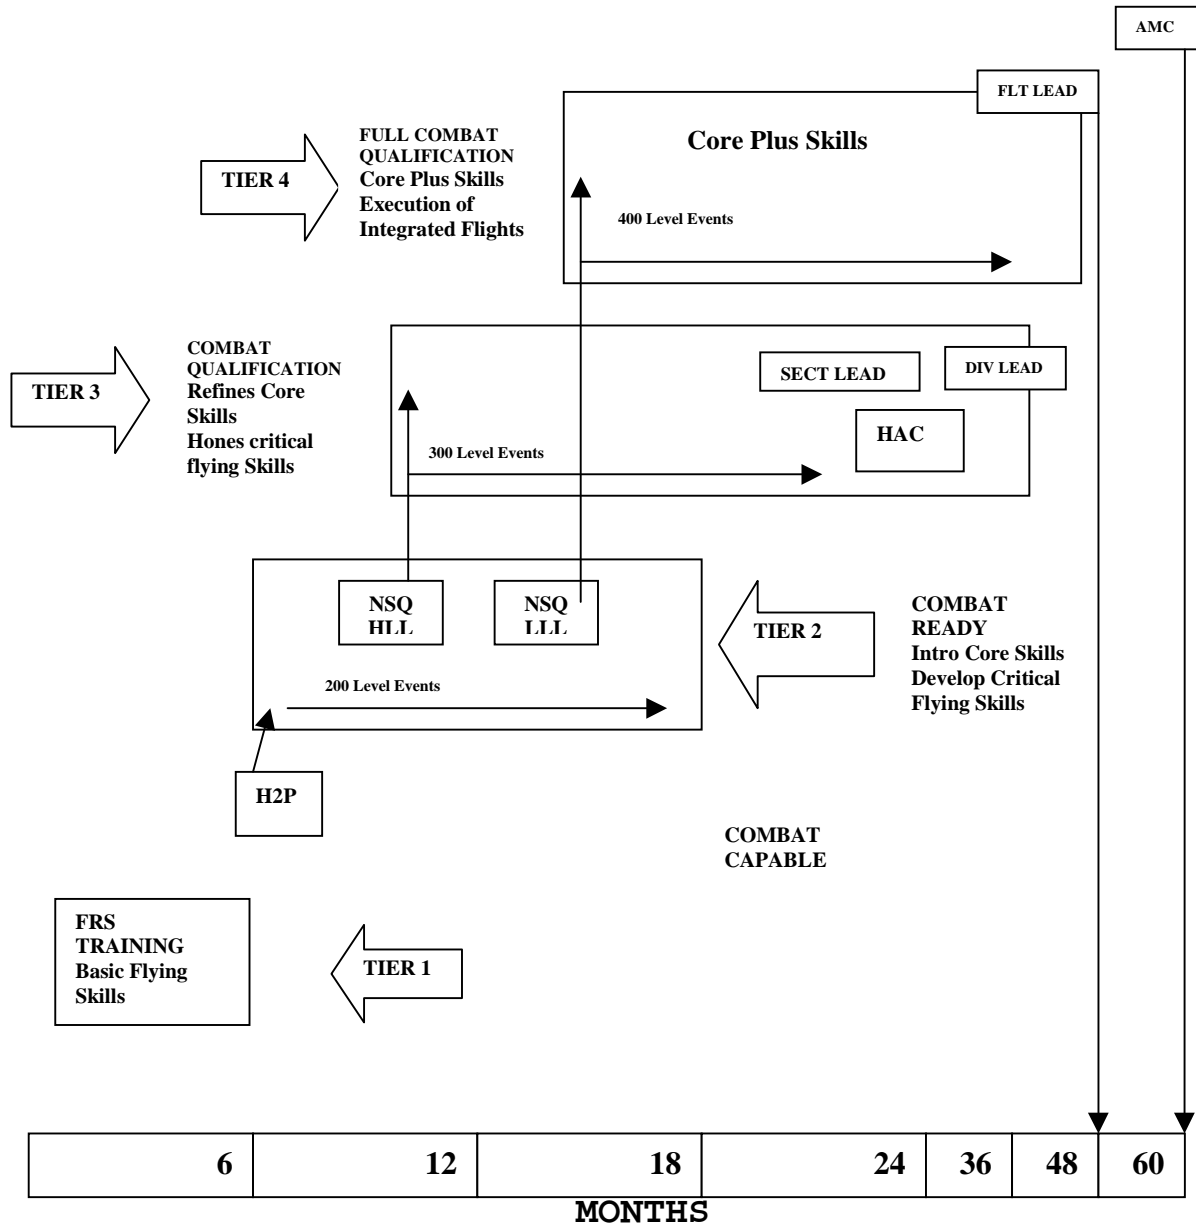 AMC
FLT LEAD
Core Plus Skills
TIER 4
FULL COMBAT
QUALIFICATION
Core Plus Skills
Execution of
Integrated Flights
400 Level Events
COMBAT
QUALIFICATION
Refines Core
Skills
Hones critical
flying Skills
TIER 3
SECT LEAD
DIV LEAD
HAC
300 Level Events
NSQ
HLL
NSQ
LLL
TIER 2
COMBAT
READY
Intro Core Skills
Develop Critical
Flying Skills
200 Level Events
H2P
COMBAT
CAPABLE
FRS
TRAINING
Basic Flying
Skills
TIER 1
6 12 18 24 36 48 60
MONTHS